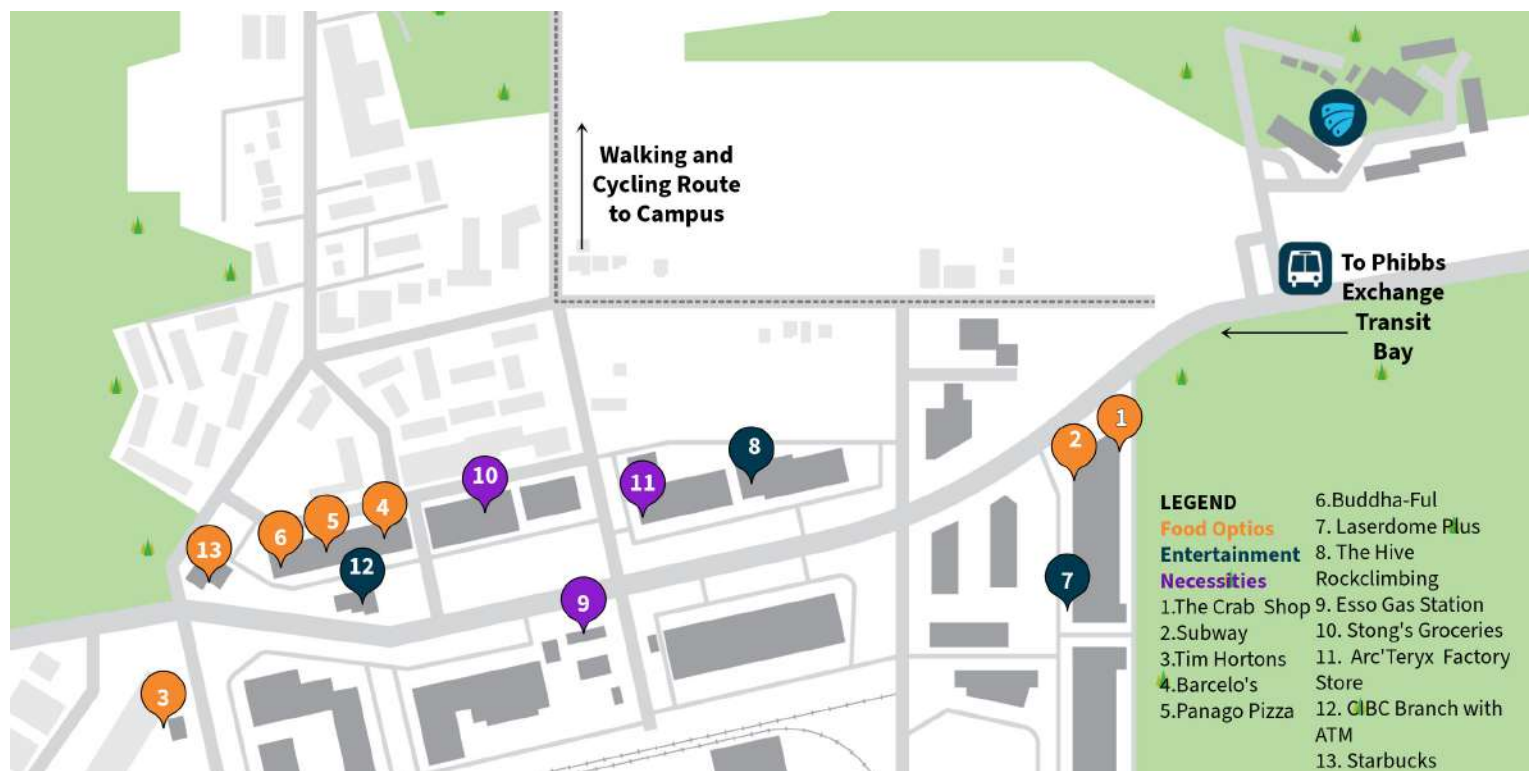 Walking and
Cycling Route
to Campus
To Phibbs
Exchange
Transit
Bay
1
2
8
10
11
4
5
6
13
12
7
9
3
LEGEND
Food Optios
Entertainment
Necessities
1.The Crab Shop
2.Subway
3.Tim Hortons
4.Barcelo's
5.Panago Pizza
6.Buddha-Ful
7. Laserdome Plus
8. The Hive
Rockclimbing
9. Esso Gas Station
10. Stong's Groceries
11. Arc'Teryx Factory
Store
12. CIBC Branch with
ATM
13. Starbucks